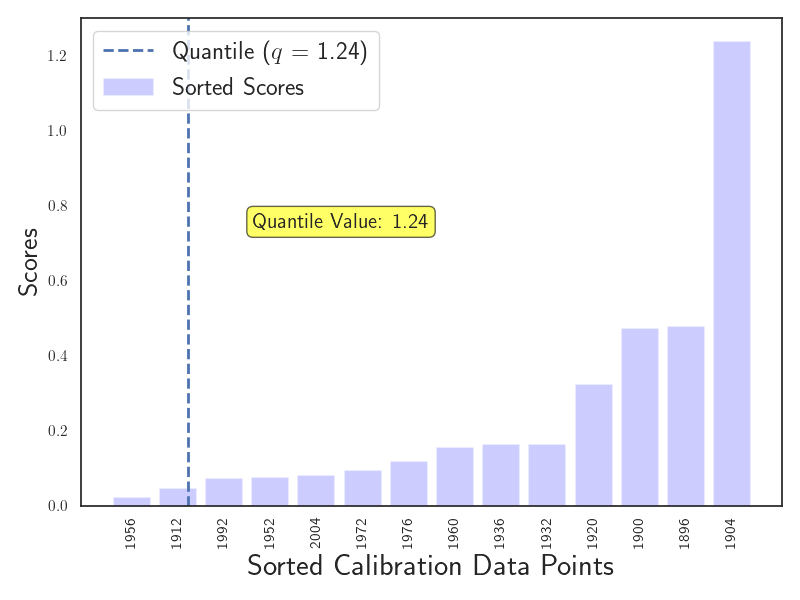 Quantile (q = 1.24)
Sorted Scores
Quantile Value: 1.24
Scores
1.2
1.0
0.8
0.6
0.4
0.2
0.0
1956 1912 1992 1952 2004 1972 1976 1960 1936 1932 1920 1900 1896 1904
Sorted Calibration Data Points